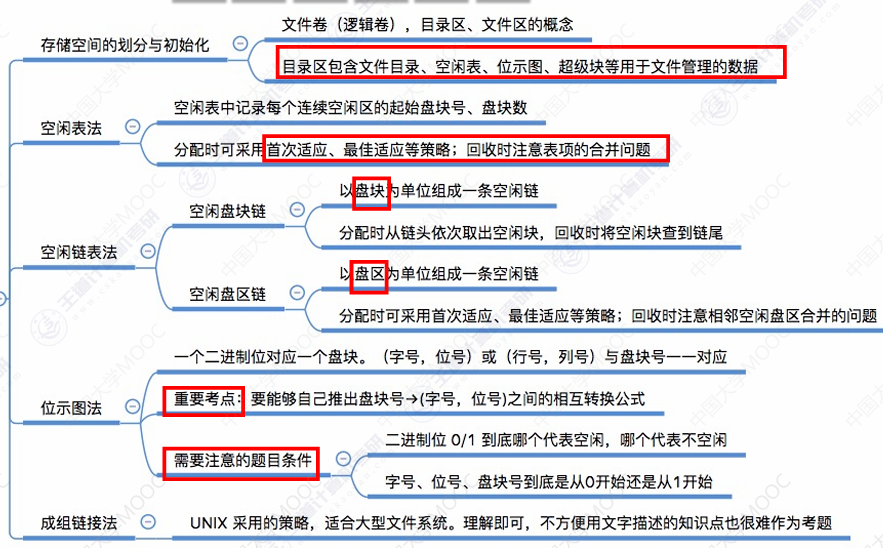 存储空间的划分与初始化
文件卷（逻辑卷），目录区、文件区的概念
目录区包含文件目录、空闲表、位示图、超级块等用于文件管理的数据
空闲表法
空闲表中记录每个连续空闲区的起始盘块号、盘块数
分配时可采用首次适应、最佳适应等策略；回收时注意表项的合并问题
空闲链表法
空闲盘块链
以盘块为单位组成一条空闲链
分配时从链头依次取出空闲块，回收时将空闲块查到链尾
空闲盘区链
以盘区为单位组成一条空闲链
分配时可采用首次适应、最佳适应等策略；回收时注意相邻空闲盘区合并的问题
位示图法
一个二进制位对应一个盘块。（字号，位号）或（行号，列号）与盘块号一一对应
重要考点：要能够自己推出盘块号→(字号，位号)之间的相互转换公式
需要注意的题目条件
二进制位 0/1 到底哪个代表空闲，哪个代表不空闲
字号、位号、盘块号到底是从0开始还是从1开始
成组链接法
UNIX 采用的策略，适合大型文件系统。理解即可，不方便用文字描述的知识点也很难作为考题